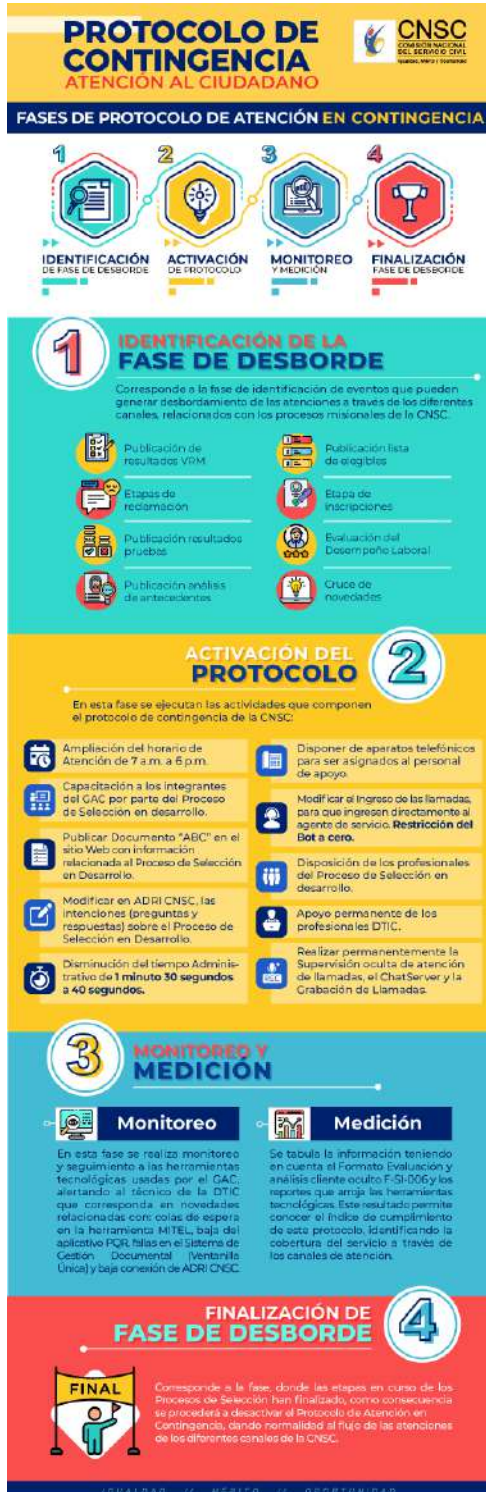 PROTOCOLO DE
CONTINGENCIA
ATENCIÓN AL CIUDADANO
CNSC
COMISIÓN NACIONAL
DEL SERVICIO CIVIL
Igualdad, Mérito y Oportunidad
FASES DE PROTOCOLO DE ATENCIÓN EN CONTINGENCIA
1
2
3
4
IDENTIFICACIÓN
DE FASE DE DESBORDE
ACTIVACIÓN
DE PROTOCOLO
MONITOREO
Y MEDICIÓN
FINALIZACIÓN
FASE DE DESBORDE
1
IDENTIFICACIÓN DE LA
FASE DE DESBORDE
Corresponde a la fase de identificación de eventos que pueden
generar desbordamiento de las atenciones a través de los diferentes
canales, relacionados con los procesos misionales de la CNSC.
Publicación de
resultados VRM
Etapas de
reclamación
Publicación resultados
pruebas
Publicación análisis
de antecedentes
Publicación lista
de elegibles
Etapa de
inscripciones
Evaluación del
Desempeño Laboral
Cruce de
novedades
ACTIVACIÓN DEL
PROTOCOLO
2
En esta fase se ejecutan las actividades que componen
el protocolo de contingencia de la CNSC:
Ampliación del horario de
Atención de 7 a.m. a 6 p.m.
Capacitación a los integrantes
del GAC por parte del Proceso
de Selección en desarrollo.
Publicar Documento "ABC" en el
sitio Web con información
relacionada al Proceso de Selección
en Desarrollo.
Modificar en ADRI CNSC, las
intenciones (preguntas y
respuestas) sobre el Proceso de
Selección en Desarrollo.
Disminución del tiempo Adminis-
trativo de 1 minuto 30 segundos
a 40 segundos.
Disponer de aparatos telefónicos
para ser asignados al personal
de apoyo.
Modificar el Ingreso de las llamadas,
para que ingresen directamente al
agente de servicio. Restricción del
Bot a cero.
Disposición de los profesionales
del Proceso de Selección en
desarrollo.
Apoyo permanente de los
profesionales DTIC.
Realizar permanentemente la
Supervisión oculta de atención
de llamadas, el ChatServer y la
Grabación de Llamadas.
3
MONITOREO Y
MEDICIÓN
Monitoreo
En esta fase se realiza monitoreo
y seguimiento a las herramientas
tecnológicas usadas por el GAC,
alertando al técnico de la DTIC
que corresponda en novedades
relacionadas con: colas de espera
en la herramienta MITEL, baja del
aplicativo PQR, fallas en el Sistema de
Gestión Documental (Ventanilla
Única) y baja conexión de ADRI CNSC.
Medición
Se tabula la información teniendo
en cuenta el Formato Evaluación y
análisis cliente oculto F-SI-006 y los
reportes que arroja las herramientas
tecnológicas. Este resultado permite
conocer el índice de cumplimiento
de este protocolo, identificando la
cobertura del servicio a través de
los canales de atención.
FINALIZACIÓN DE
FASE DE DESBORDE
4
FINAL
Corresponde a la fase, donde las etapas en curso de los
Procesos de Selección han finalizado, como consecuencia
se procederá a desactivar el Protocolo de Atención en
Contingencia, dando normalidad al flujo de las atenciones
de los diferentes canales de la CNSC.
IGUALDAD // MÉRITO // OPORTUNIDAD